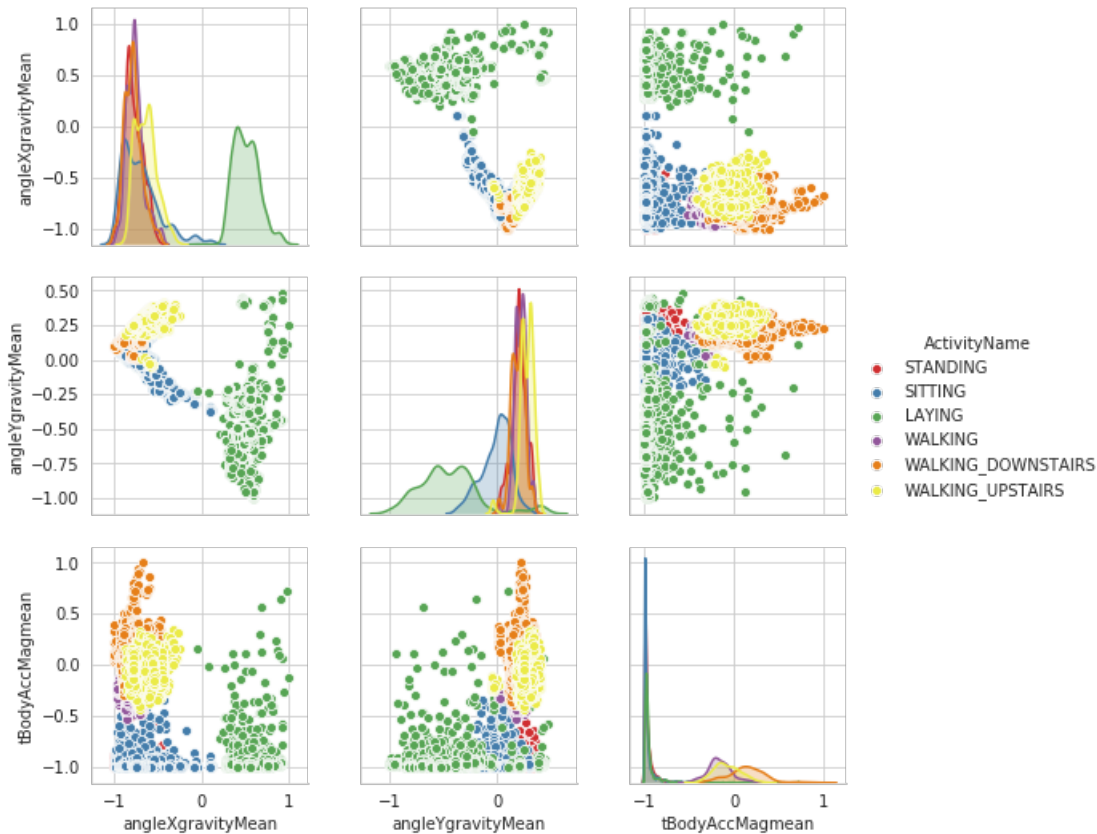 1.0
0.5
0.0
−0.5
−1.0
angleXgravityMean
0.50
0.25
0.00
−0.25
−0.50
−0.75
−1.00
angleYgravityMean
ActivityName
STANDING
SITTING
LAYING
WALKING
WALKING_DOWNSTAIRS
WALKING_UPSTAIRS
1.0
0.5
0.0
−0.5
−1.0
tBodyAccMagmean
−1 0 1
angleXgravityMean
−1 0
angleYgravityMean
−1 0 1
tBodyAccMagmean